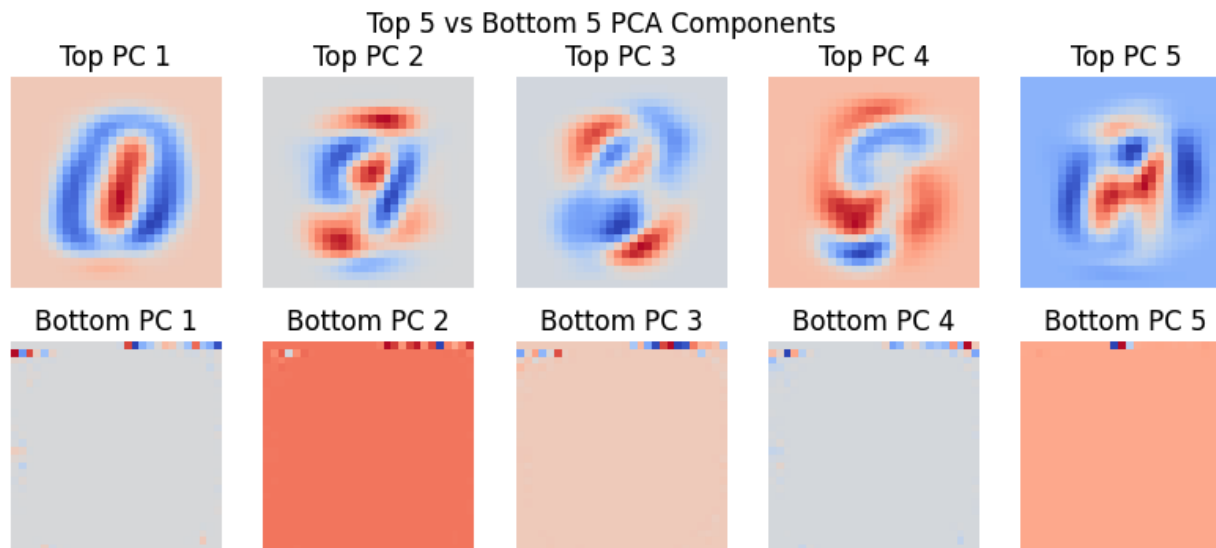 Top 5 vs Bottom 5 PCA Components
Top PC 1 Top PC 2 Top PC 3 Top PC 4 Top PC 5
Bottom PC 1 Bottom PC 2 Bottom PC 3 Bottom PC 4 Bottom PC 5